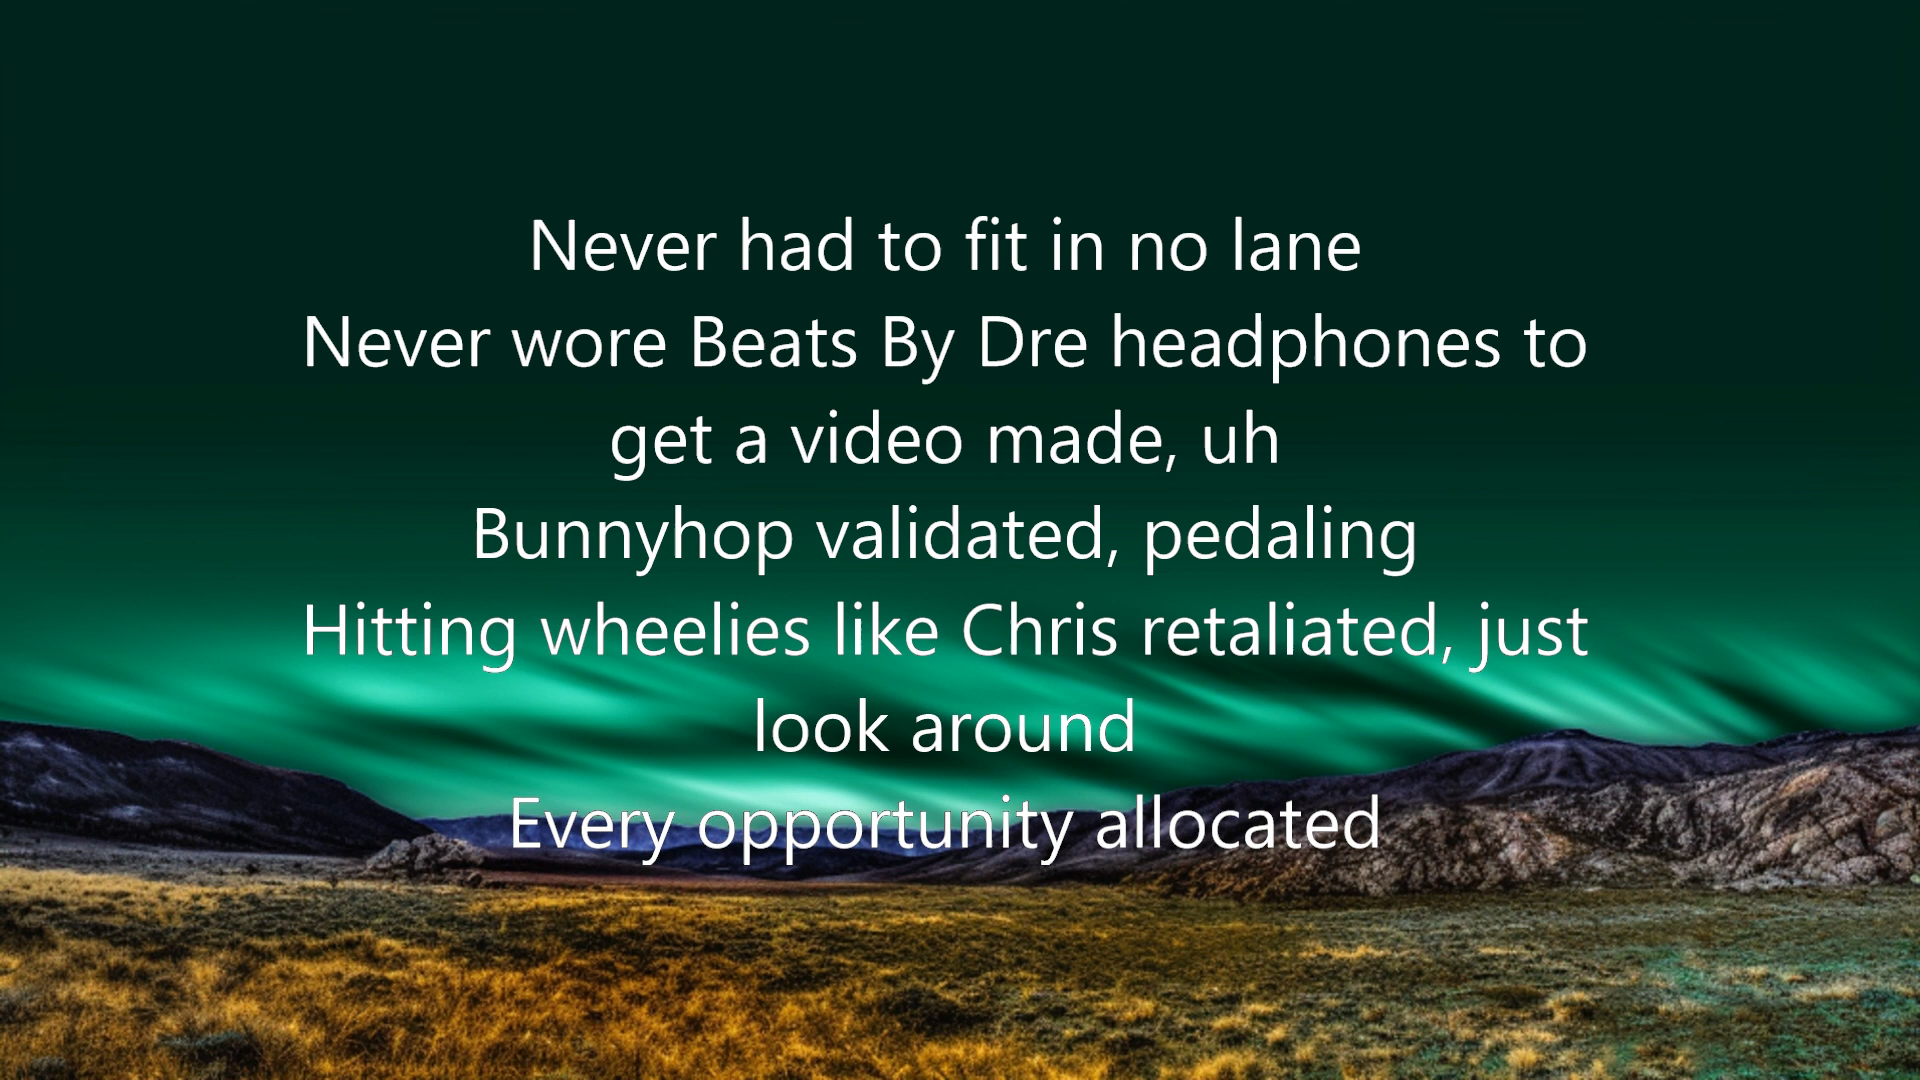 Never had to fit in no lane
Never wore Beats By Dre headphones to
get a video made, uh
Bunnyhop validated, pedaling
Hitting wheelies like Chris retaliated, just
look around
Every opportunity allocated